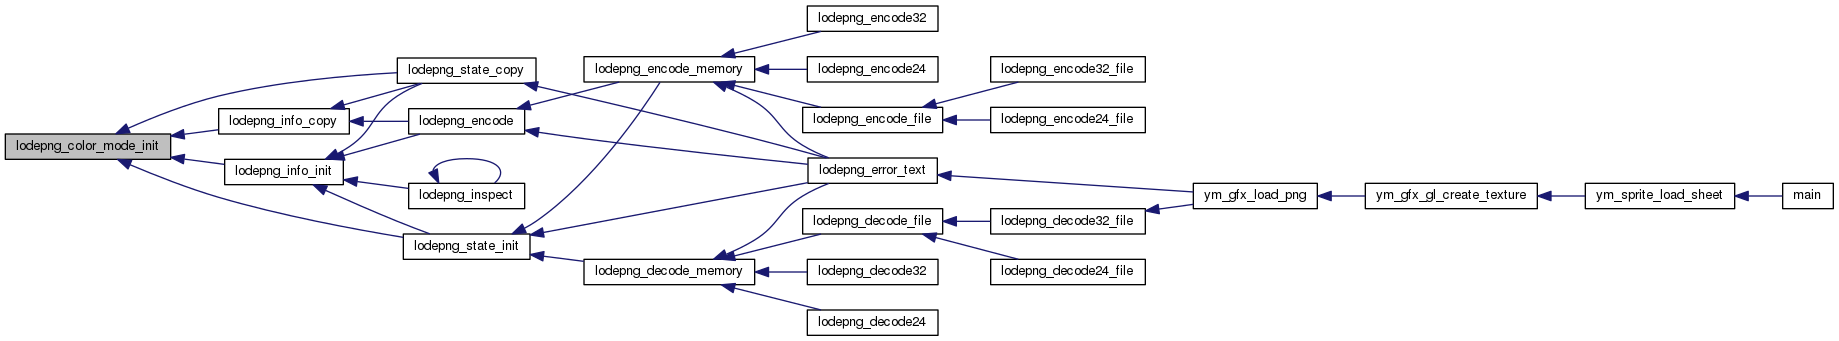 lodepng_color_mode_init
lodepng_state_copy
lodepng_info_copy
lodepng_info_init
lodepng_state_init
lodepng_encode
lodepng_inspect
lodepng_encode_memory
lodepng_decode_memory
lodepng_encode32
lodepng_encode24
lodepng_encode_file
lodepng_error_text
lodepng_decode_file
lodepng_decode32
lodepng_decode24
lodepng_encode32_file
lodepng_encode24_file
lodepng_decode32_file
lodepng_decode24_file
ym_gfx_load_png
ym_gfx_gl_create_texture
ym_sprite_load_sheet
main